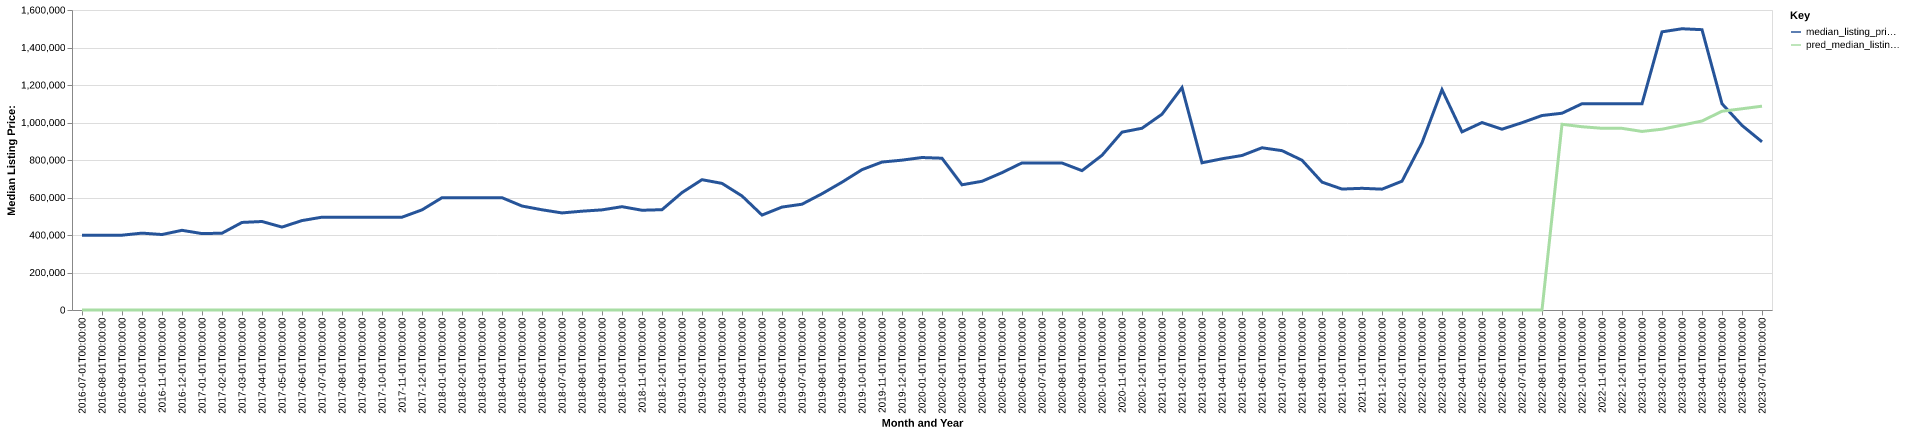 1,600,000
1,400,000
1,200,000
1,000,000
800,000
600,000
400,000
200,000
0
Median Listing Price:
2016-07-01T00:00:00
2016-08-01T00:00:00
2016-09-01T00:00:00
2016-10-01T00:00:00
2016-11-01T00:00:00
2016-12-01T00:00:00
2017-01-01T00:00:00
2017-02-01T00:00:00
2017-03-01T00:00:00
2017-04-01T00:00:00
2017-05-01T00:00:00
2017-06-01T00:00:00
2017-07-01T00:00:00
2017-08-01T00:00:00
2017-09-01T00:00:00
2017-10-01T00:00:00
2017-11-01T00:00:00
2017-12-01T00:00:00
2018-01-01T00:00:00
2018-02-01T00:00:00
2018-03-01T00:00:00
2018-04-01T00:00:00
2018-05-01T00:00:00
2018-06-01T00:00:00
2018-07-01T00:00:00
2018-08-01T00:00:00
2018-09-01T00:00:00
2018-10-01T00:00:00
2018-11-01T00:00:00
2018-12-01T00:00:00
2019-01-01T00:00:00
2019-02-01T00:00:00
2019-03-01T00:00:00
2019-04-01T00:00:00
2019-05-01T00:00:00
2019-06-01T00:00:00
2019-07-01T00:00:00
2019-08-01T00:00:00
2019-09-01T00:00:00
2019-10-01T00:00:00
2019-11-01T00:00:00
2019-12-01T00:00:00
2020-01-01T00:00:00
2020-02-01T00:00:00
2020-03-01T00:00:00
2020-04-01T00:00:00
2020-05-01T00:00:00
2020-06-01T00:00:00
2020-07-01T00:00:00
2020-08-01T00:00:00
2020-09-01T00:00:00
2020-10-01T00:00:00
2020-11-01T00:00:00
2020-12-01T00:00:00
2021-01-01T00:00:00
2021-02-01T00:00:00
2021-03-01T00:00:00
2021-04-01T00:00:00
2021-05-01T00:00:00
2021-06-01T00:00:00
2021-07-01T00:00:00
2021-08-01T00:00:00
2021-09-01T00:00:00
2021-10-01T00:00:00
2021-11-01T00:00:00
2021-12-01T00:00:00
2022-01-01T00:00:00
2022-02-01T00:00:00
2022-03-01T00:00:00
2022-04-01T00:00:00
2022-05-01T00:00:00
2022-06-01T00:00:00
2022-07-01T00:00:00
2022-08-01T00:00:00
2022-09-01T00:00:00
2022-10-01T00:00:00
2022-11-01T00:00:00
2022-12-01T00:00:00
2023-01-01T00:00:00
2023-02-01T00:00:00
2023-03-01T00:00:00
2023-04-01T00:00:00
2023-05-01T00:00:00
2023-06-01T00:00:00
2023-07-01T00:00:00
Month and Year
Key
median_listing_pri…
pred_median_listin…